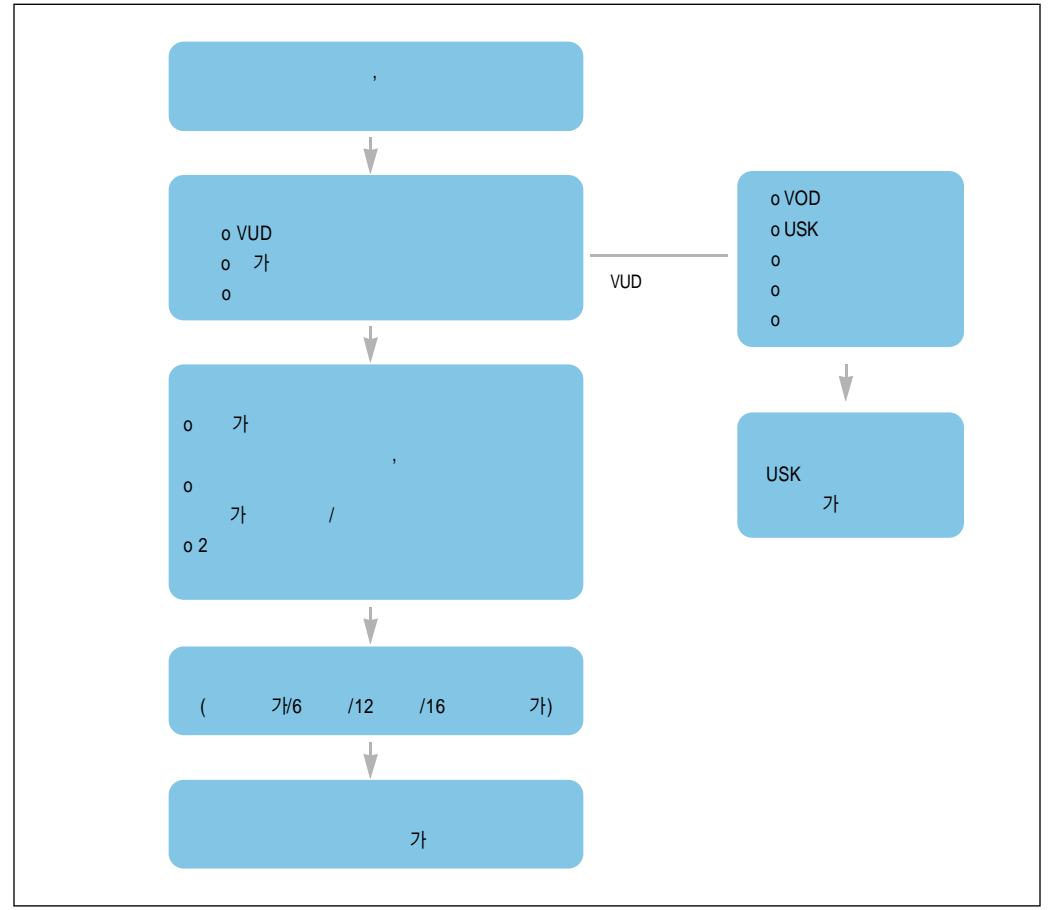 ,
o VUD
o 가
o
VUD
o VOD
o USK
o
o
o
o 가
,
o
가 /
o 2
USK
가
( 가/6 /12 /16 가)
가